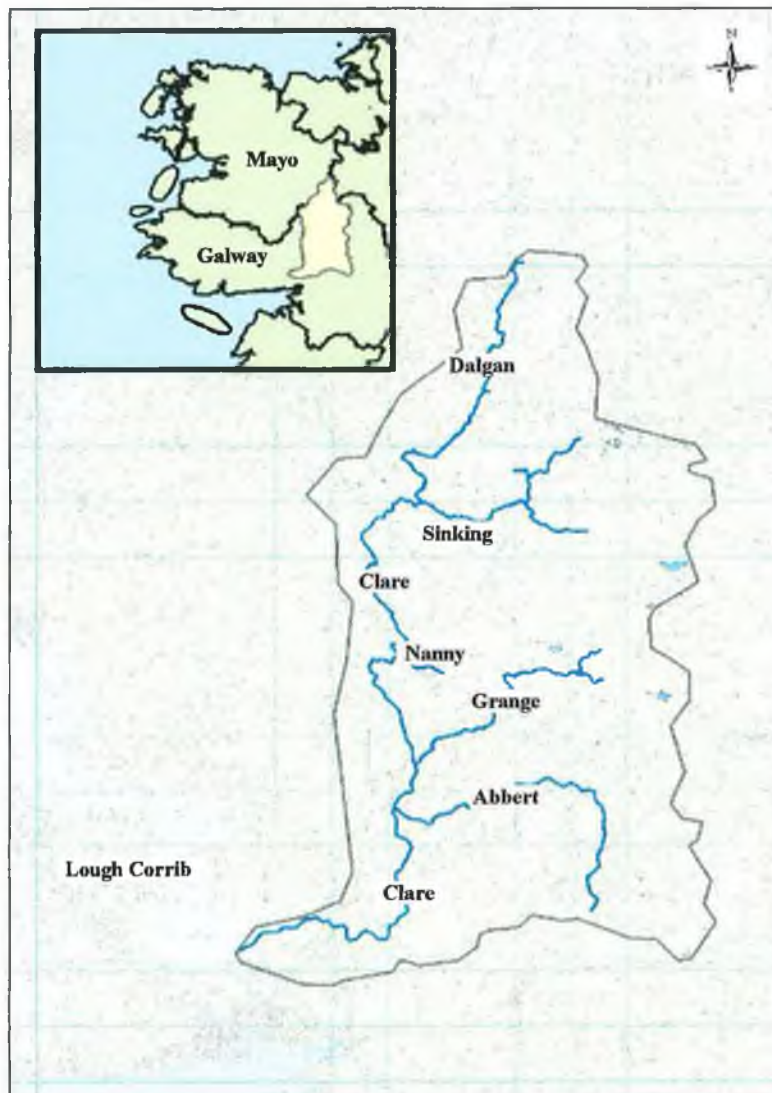 N
Mayo
Galway
Dalgan
Sinking
Clare
Nanny
Grange
Abbert
Lough Corrib
Clare